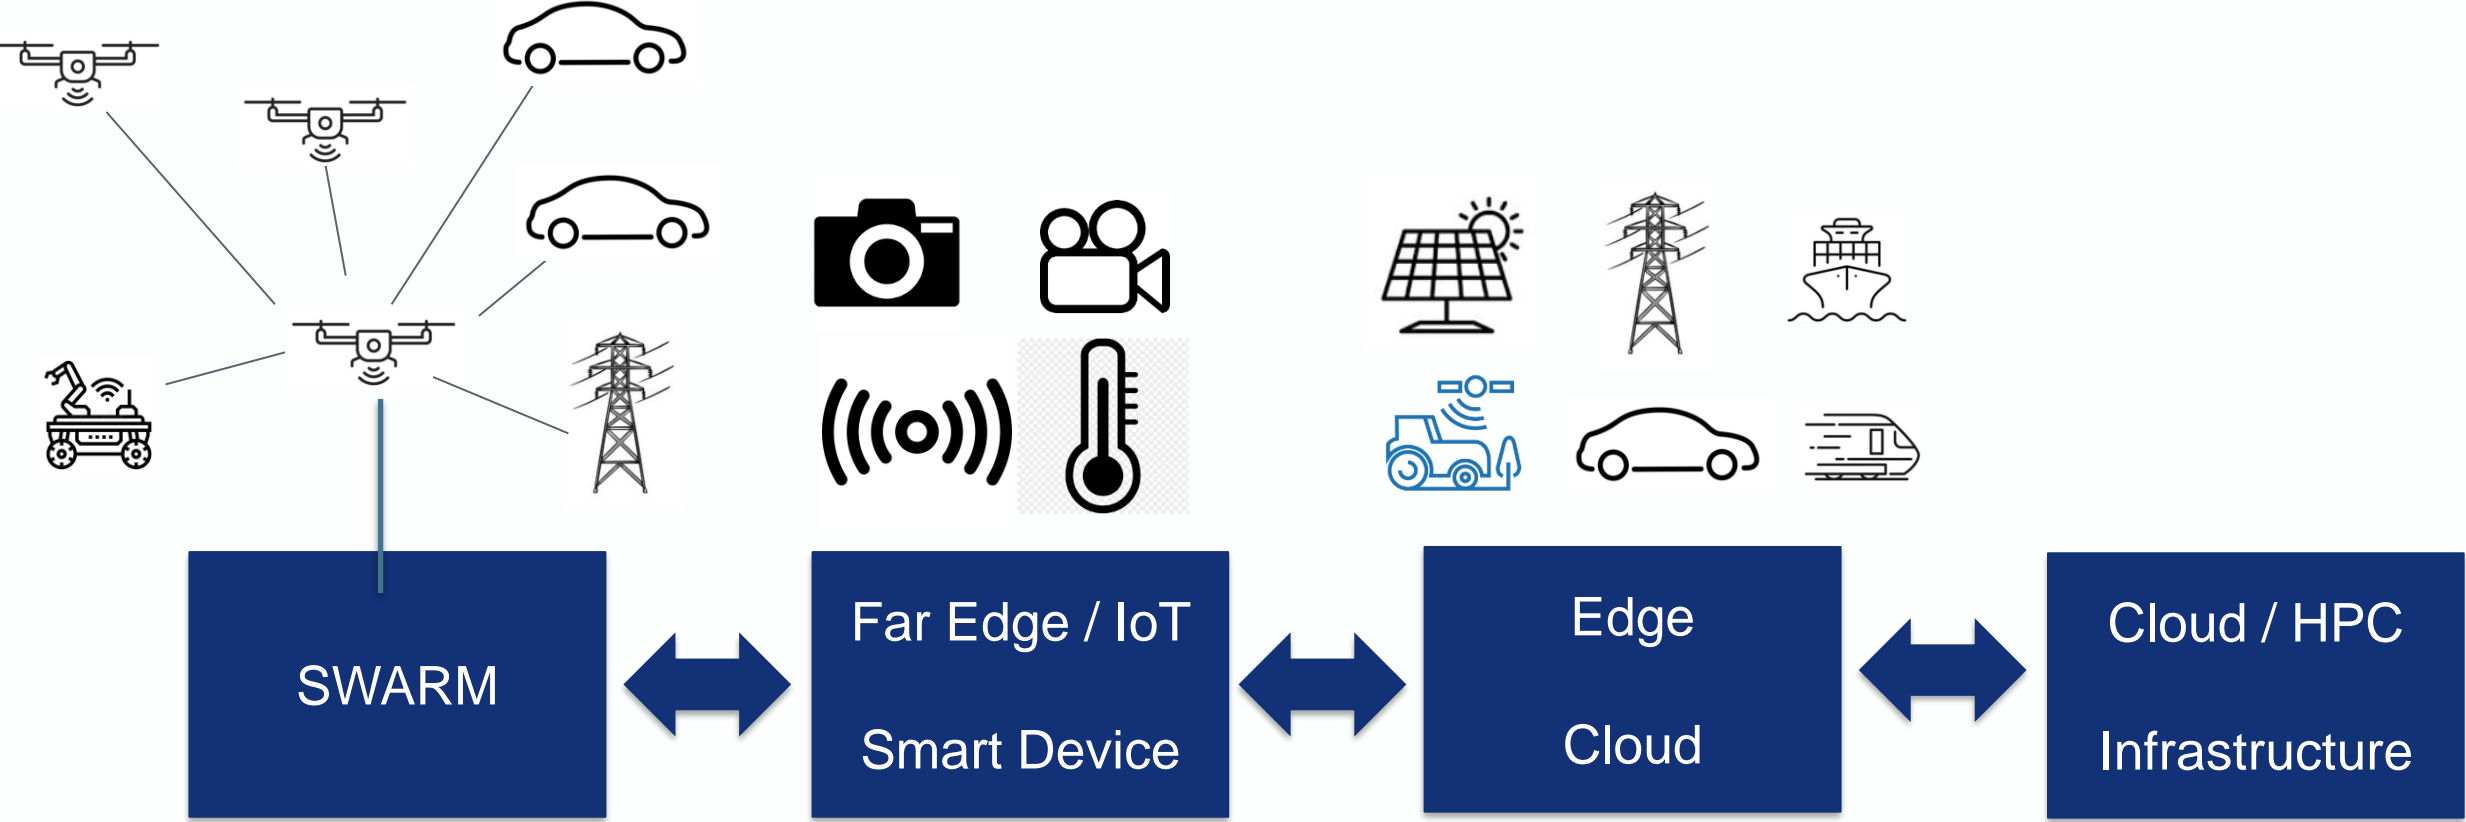 SWARM
Far Edge / IoT
Smart Device
Edge
Cloud
Cloud / HPC
Infrastructure